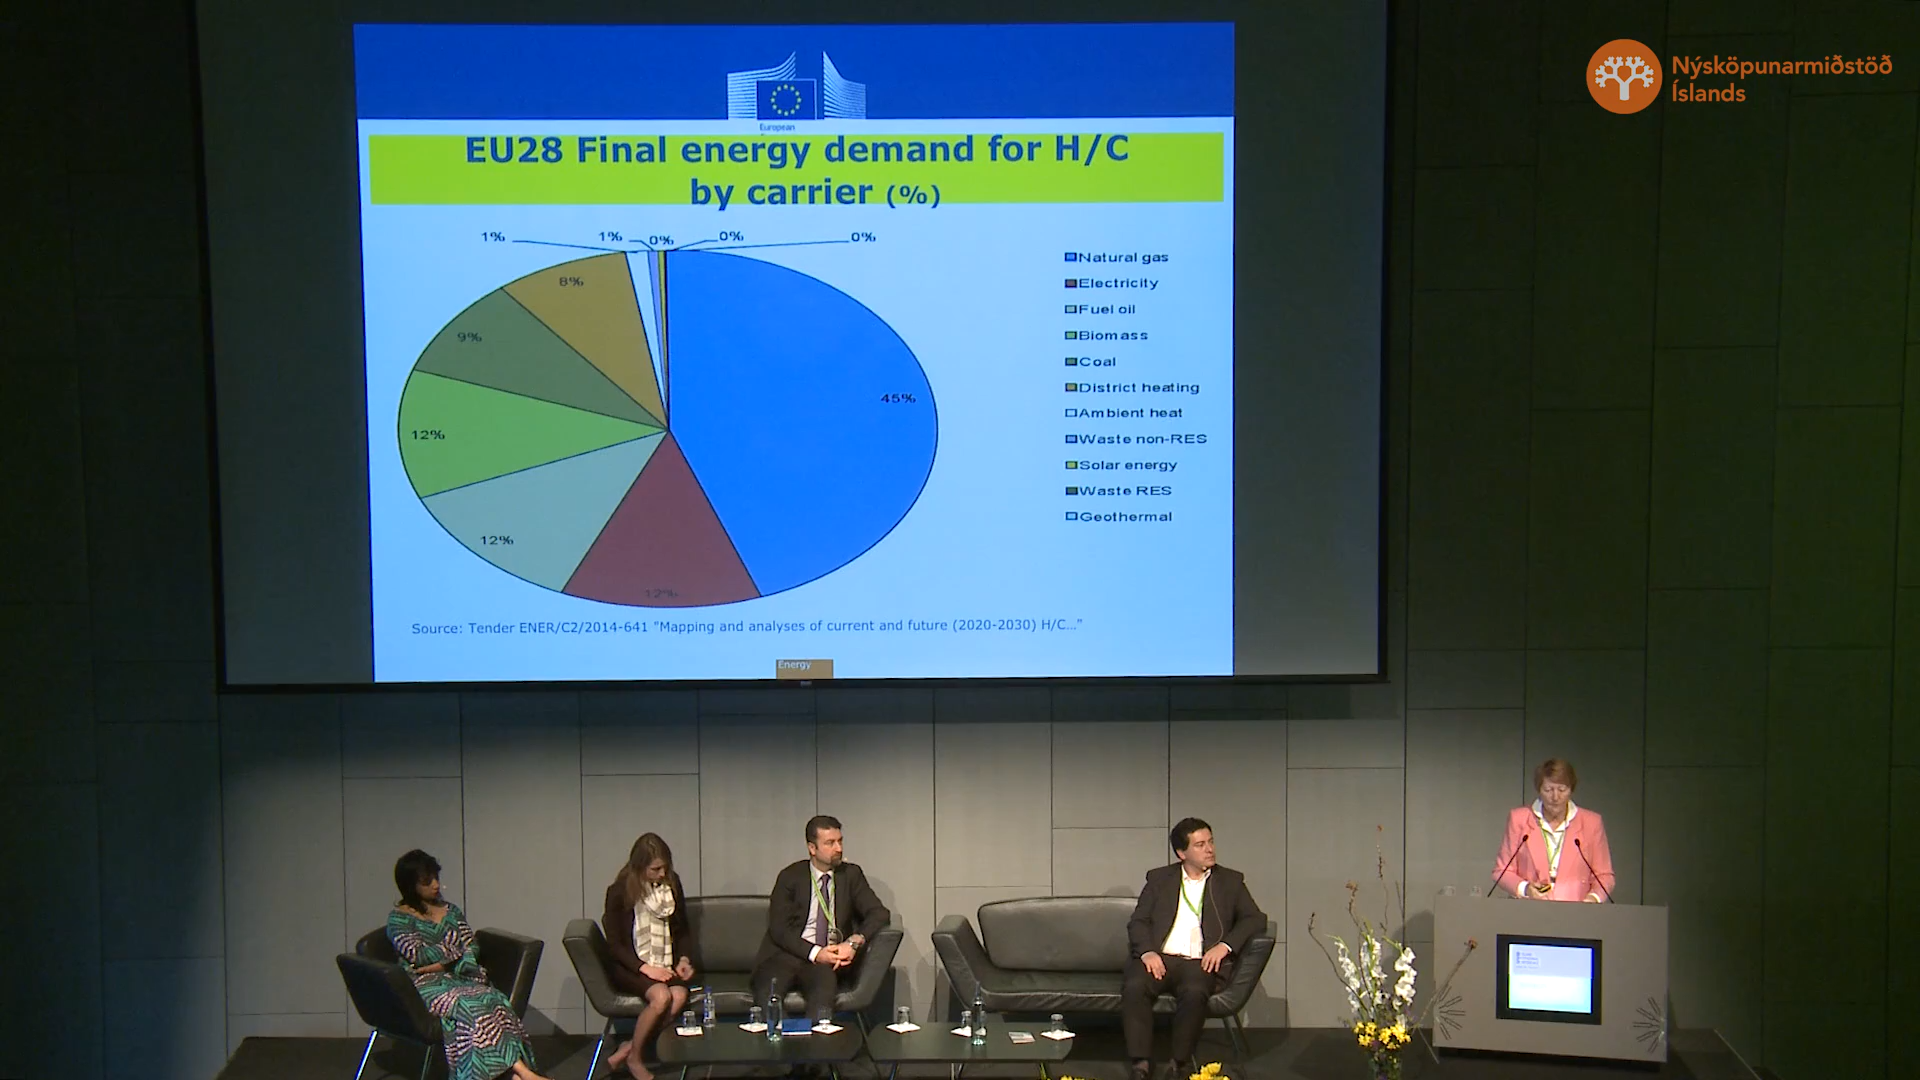 Nýsköpunarmiðstöð
Íslands
European
EU28 Final energy demand for H/C
by carrier (%)
1%
1%
0%
0%
0%
8%
9%
45%
12%
12%
12%
Natural gas
Electricity
Fuel oil
Biomass
Coal
District heating
Ambient heat
Waste non-RES
Solar energy
Waste RES
Geothermal
Source: Tender ENER/C2/2014-641 "Mapping and analyses of current and future (2020-2030) H/C..."
Energy